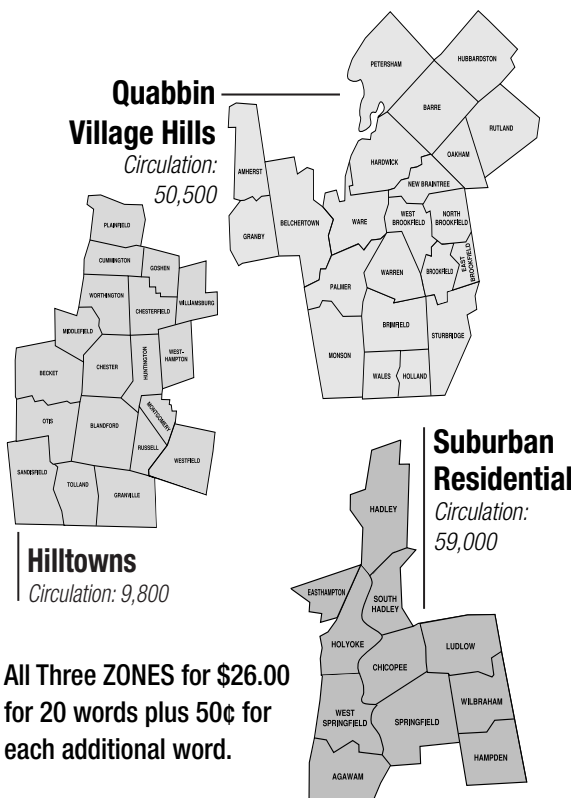 Quabbin
Village Hills
Circulation:
50,500
PETERSHAM
HUBBARDSTON
BARRE
RUTLAND
HARDWICK
OAKHAM
NEW BRAINTREE
AMHERST
BELCHERTOWN
GRANBY
WARE
WEST
BROOKFIELD
NORTH
BROOKFIELD
EAST
BROOKFIELD
BROOKFIELD
WARREN
PALMER
BRIMFIELD
STURBRIDGE
MONSON
WALES
HOLLAND
PLAINFIELD
CUMMINGTON
GOSHEN
WORTHINGTON
CHESTERFIELD
WILLIAMSBURG
MIDDLEFIELD
BECKET
CHESTER
HUNTINGTON
WEST-
HAMPTON
OTIS
BLANDFORD
MONTGOMERY
RUSSELL
WESTFIELD
SANDISFIELD
TOLLAND
GRANVILLE
Hilltowns
Circulation: 9,800
Suburban
Residential
Circulation:
59,000
HADLEY
EASTHAMPTON
SOUTH
HADLEY
HOLYOKE
CHICOPEE
LUDLOW
WEST
SPRINGFIELD
SPRINGFIELD
WILBRAHAM
HAMPDEN
AGAWAM
All Three ZONES for $26.00
for 20 words plus 50¢ for
each additional word.